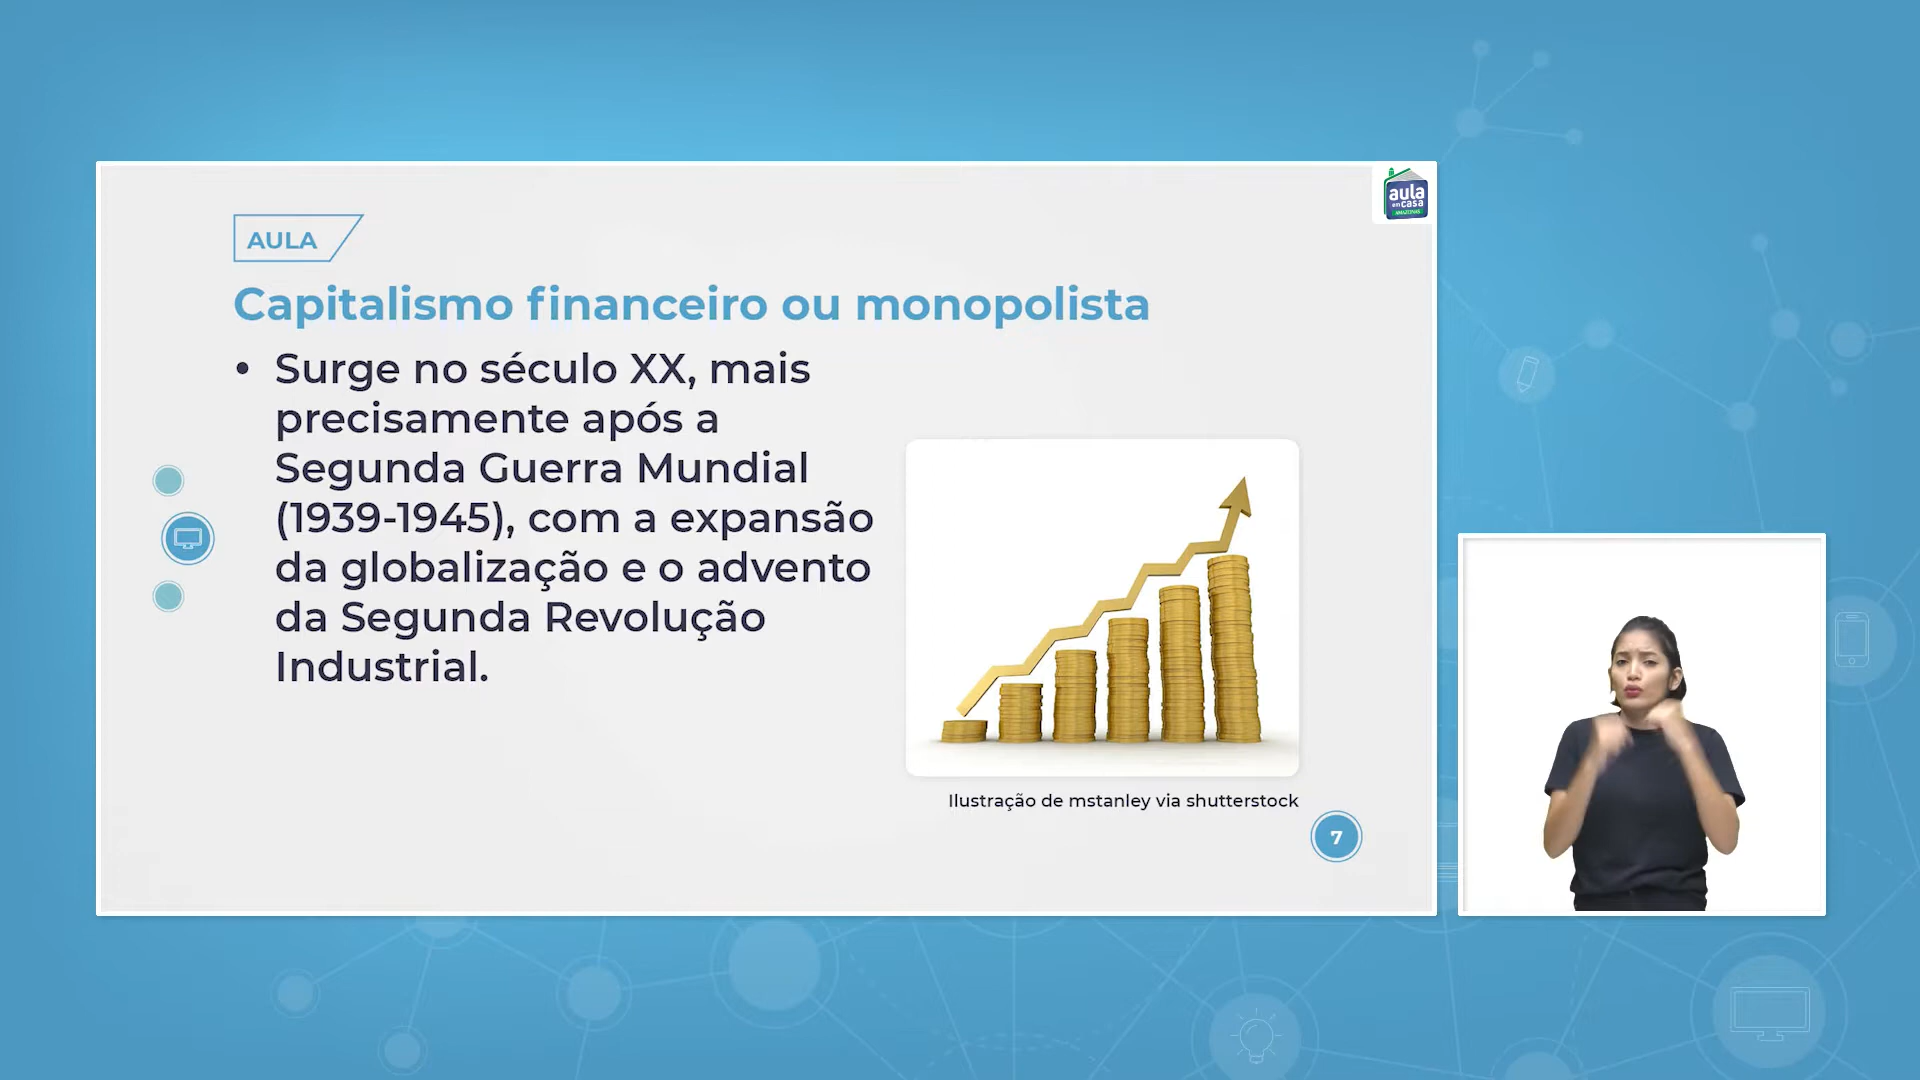 aula
em casa
AMAZONAS
AULA
Capitalismo financeiro ou monopolista
• Surge no século XX, mais
precisamente após a
Segunda Guerra Mundial
(1939-1945), com a expansão
da globalização e o advento
da Segunda Revolução
Industrial.
Ilustração de mstanley via shutterstock
7